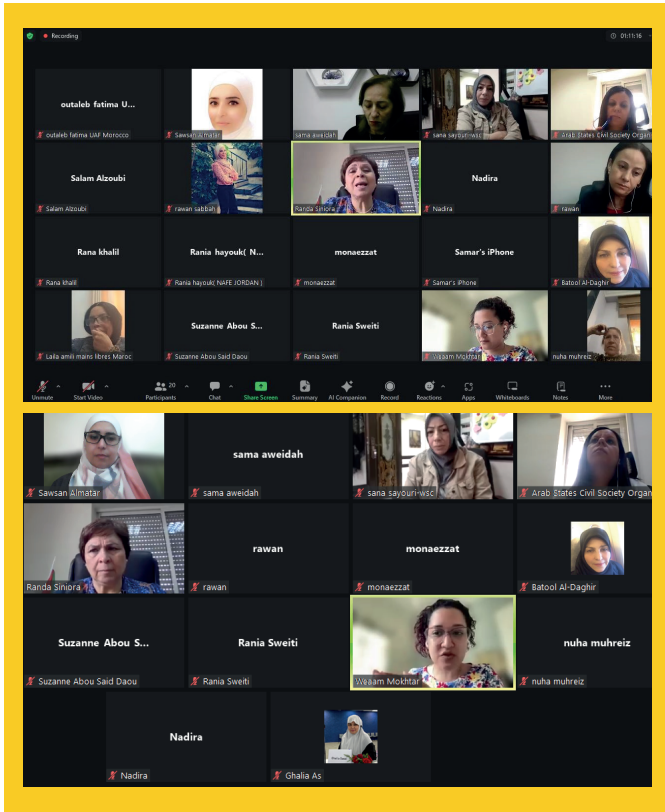 Recording
01:11:16
outaleb fatima U...
outaleb fatima UAF Morocco
Sawsan Almatar
sama aweidah
sana sayouri-wsc
Arab States Civil Society Organ
Salam Alzoubi
Salam Alzoubi
rawan sabbah
Randa Siniora
Nadira
Nadira
rawan
Rana khalil
Rana khalil
Rania hayouk( N...
Rania hayouk( NAFE JORDAN )
monaezzat
monaezzat
Samar's iPhone
Samar's iPhone
Batool Al-Daghir
Laila amili mains libres Maroc
Suzanne Abou S...
Suzanne Abou Said Daou
Rania Sweiti
Rania Sweiti
Weaam Mokhtar
nuha muhreiz
Unmute
Start Video
20
Participants
Chat
Share Screen
Summary
AI Companion
Record
Reactions
Apps
Whiteboards
Notes
More
Sawsan Almatar
sama aweidah
sama aweidah
sana sayouri-wsc
Arab States Civil Society Organ
Randa Siniora
rawan
rawan
monaezzat
monaezzat
Batool Al-Daghir
Suzanne Abou S...
Suzanne Abou Said Daou
Rania Sweiti
Rania Sweiti
Weaam Mokhtar
nuha muhreiz
nuha muhreiz
Nadira
Nadira
Ghalia As